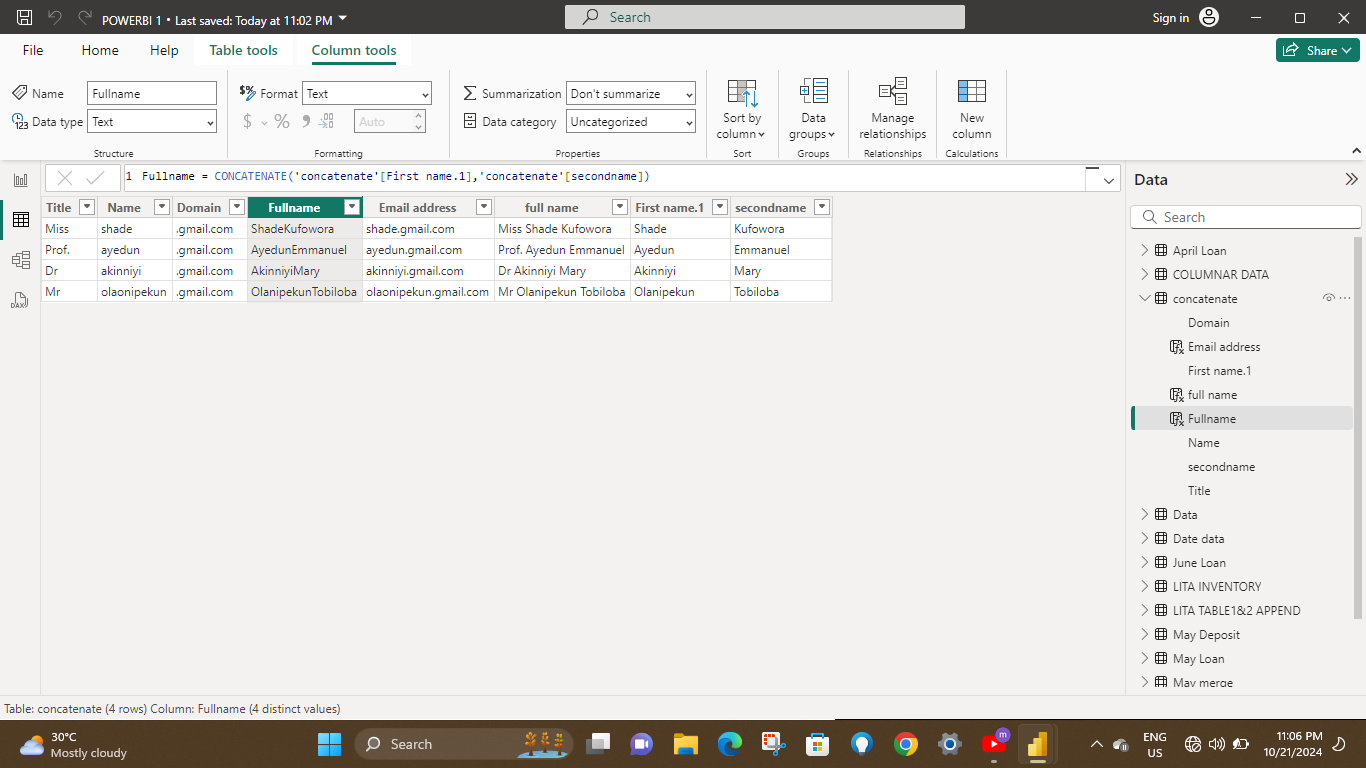 POWERBI 1 • Last saved: Today at 11:02 PM
Search
Sign in
File Home Help Table tools Column tools
Share
Name Fullname
Data type Text
Structure
$% Format Text
$ % 9 .00 Auto
Formatting
Summarization Don't summarize
Data category Uncategorized
Properties
Sort by
column
Sort
Data
groups
Groups
Manage
relationships
Relationships
New
column
Calculations
1 Fullname = CONCATENATE('concatenate'[First name.1],'concatenate'[secondname])
Title Name Domain Fullname Email address full name First name.1 secondname
Miss shade .gmail.com ShadeKufowora shade.gmail.com Miss Shade Kufowora Shade Kufowora
Prof. ayedun .gmail.com AyedunEmmanuel ayedun.gmail.com Prof. Ayedun Emmanuel Ayedun Emmanuel
Dr akinniyi .gmail.com AkinniyiMary akinniyi.gmail.com Dr Akinniyi Mary Akinniyi Mary
Mr olaonipekun .gmail.com OlanipekunTobiloba olaonipekun.gmail.com Mr Olanipekun Tobiloba Olanipekun Tobiloba
Data
Search
April Loan
COLUMNAR DATA
concatenate
Domain
Email address
First name.1
full name
Fullname
Name
secondname
Title
Data
Date data
June Loan
LITA INVENTORY
LITA TABLE1&2 APPEND
May Deposit
May Loan
May merge
Table: concatenate (4 rows) Column: Fullname (4 distinct values)
30°C
Mostly cloudy
Search
ENG
US
11:06 PM
10/21/2024